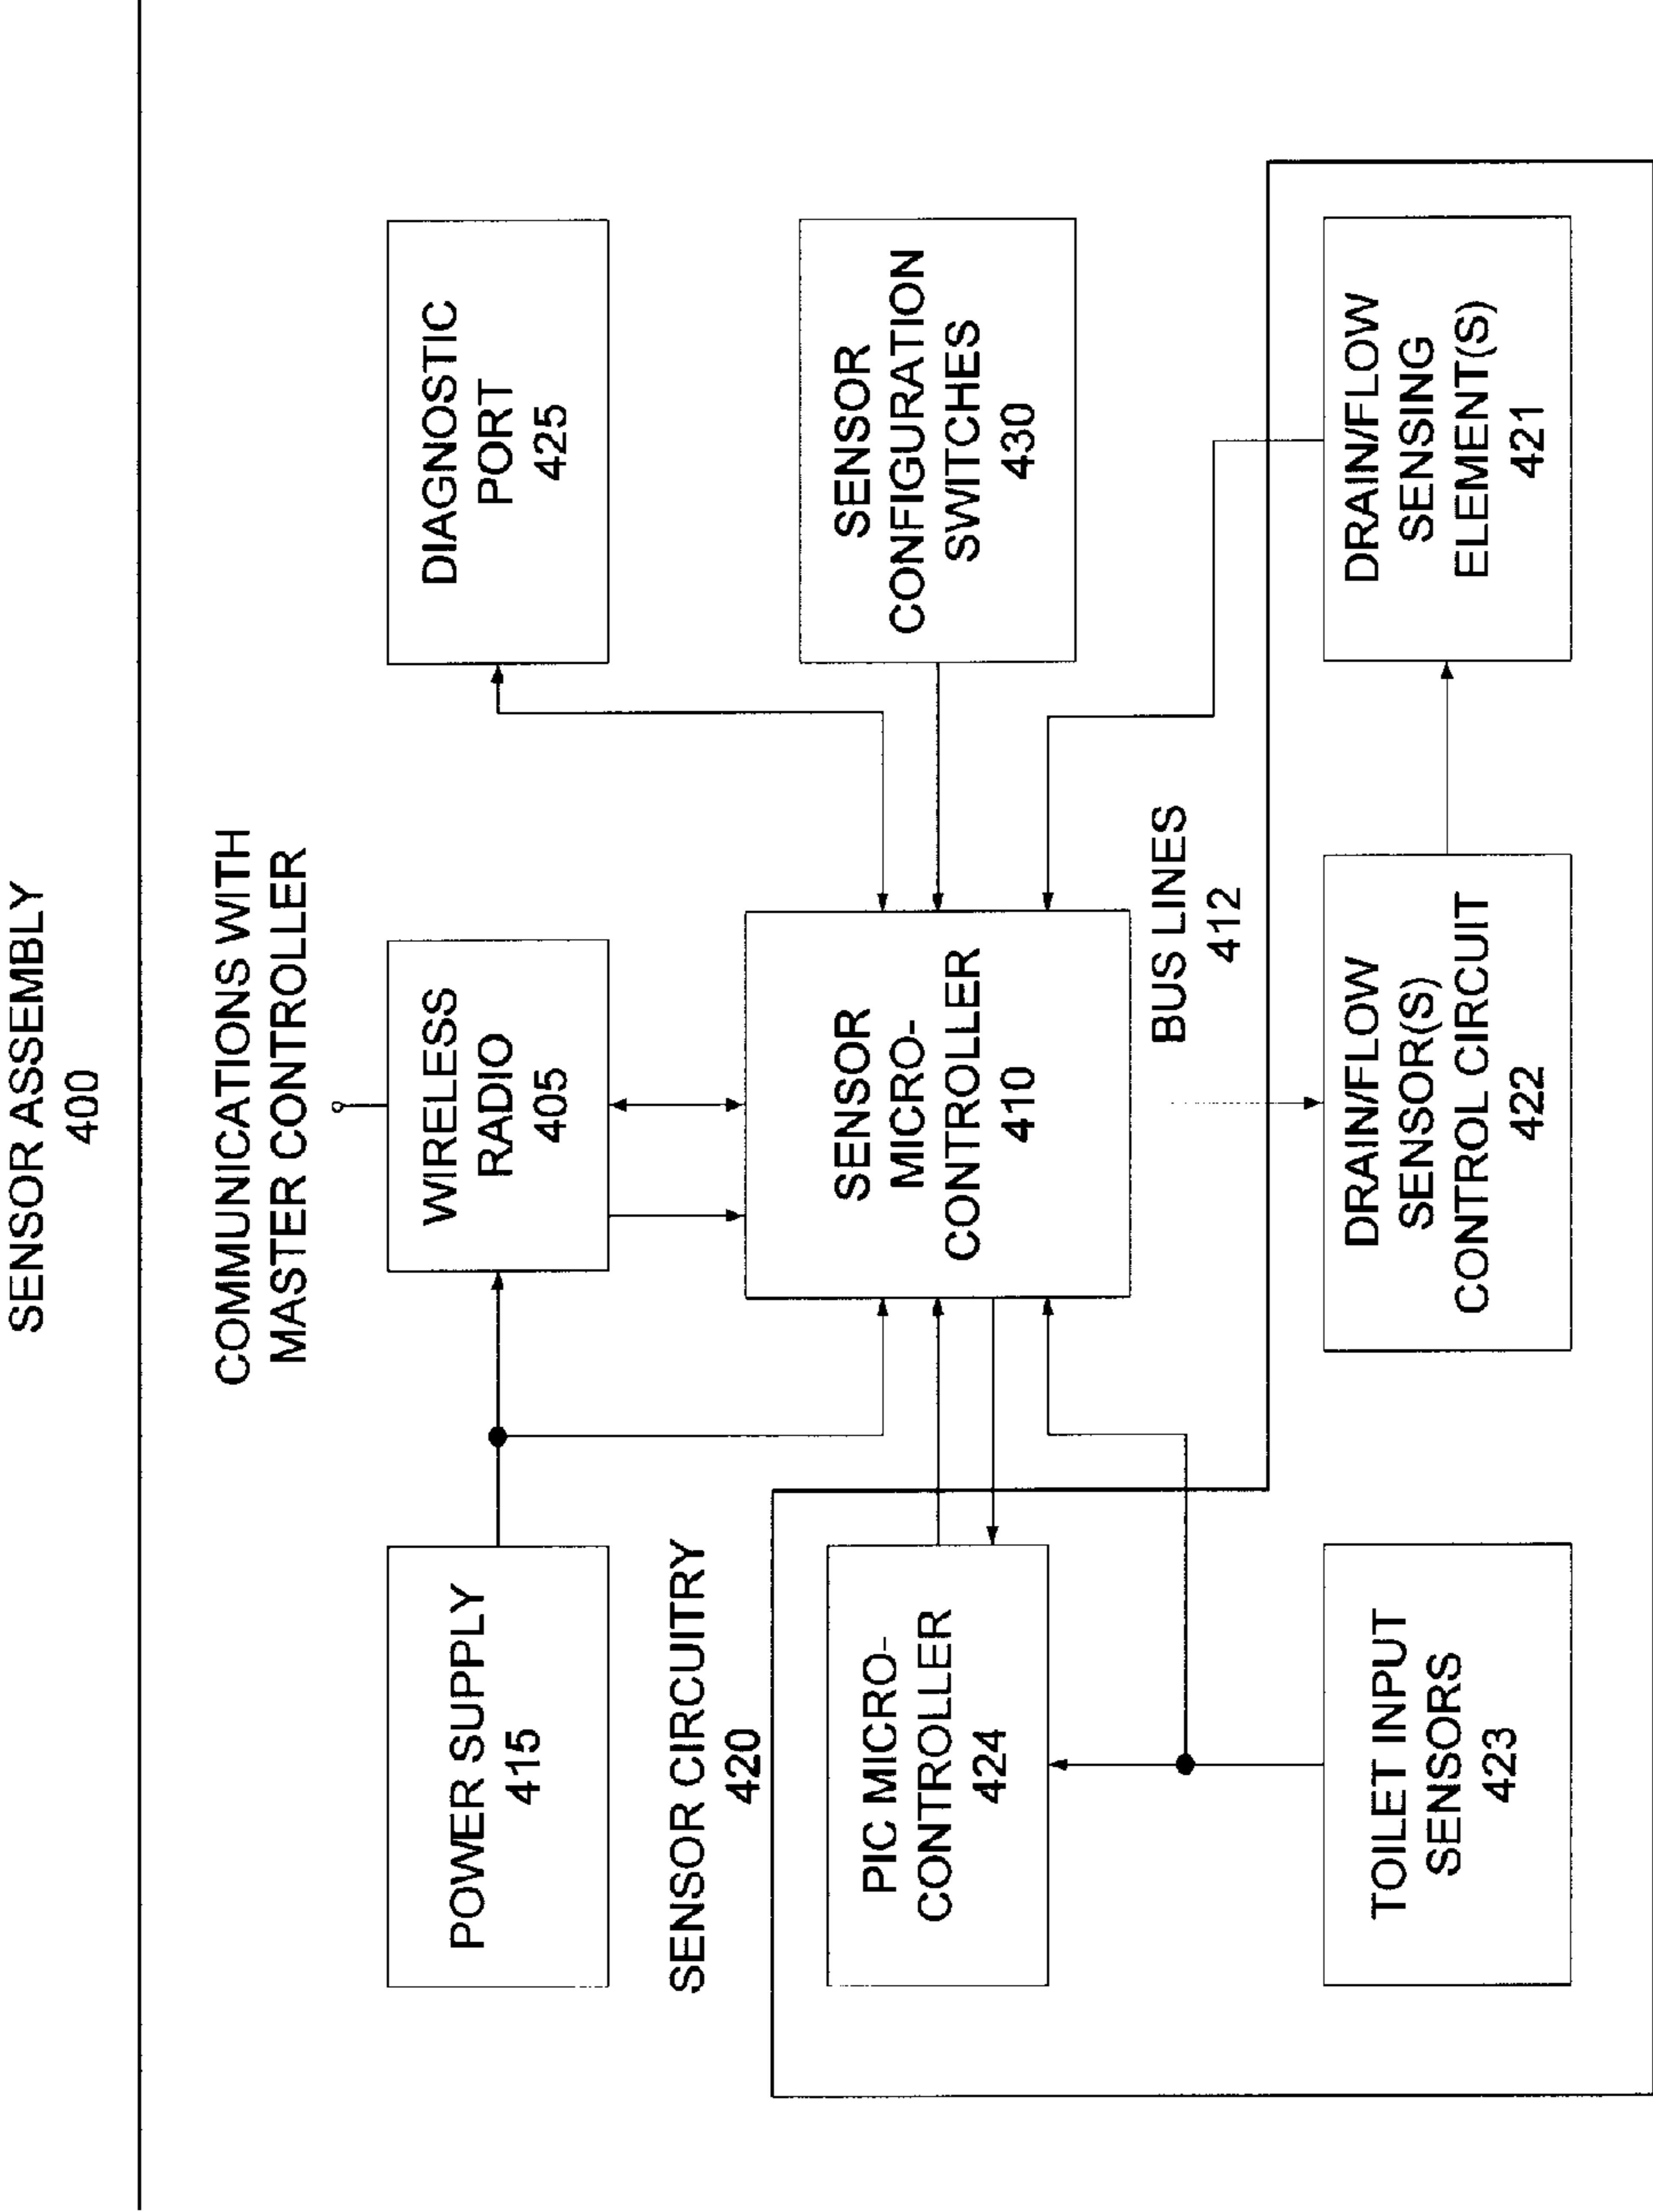 SENSOR ASSEMBLY
400
COMMUNICATIONS WITH
MASTER CONTROLLER
POWER SUPPLY
415
WIRELESS
RADIO
405
DIAGNOSTIC
PORT
425
SENSOR CIRCUITRY
420
PIC MICRO-
CONTROLLER
424
SENSOR
MICRO-
CONTROLLER
410
SENSOR
CONFIGURATION
SWITCHES
430
BUS LINES
412
TOILET INPUT
SENSORS
423
DRAIN/FLOW
SENSOR(S)
CONTROL CIRCUIT
422
DRAIN/FLOW
SENSING
ELEMENT(S)
421